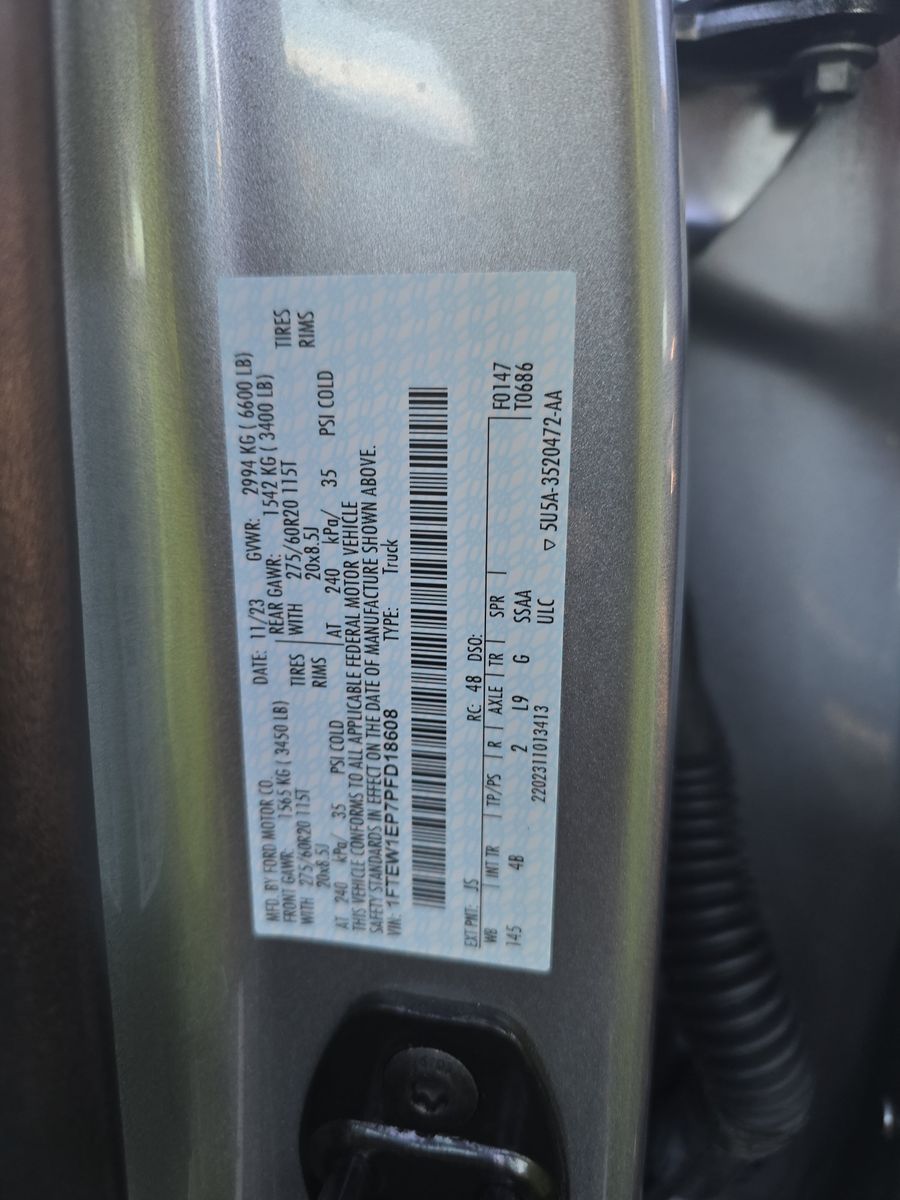 MFD. BY FORD MOTOR CO. DATE: 11/23 GVWR: 2994 KG ( 6600 LB)
FRONT GAWR: 1565 KG ( 3450 LB) REAR GAWR: 1542 KG ( 3400 LB)
WITH 275/60R20 115T TIRES WITH 275/60R20 115T TIRES
20x8.5J RIMS 20x8.5J RIMS
AT 240 kPa/ 35 PSI COLD AT 240 kPa/ 35 PSI COLD
THIS VEHICLE CONFORMS TO ALL APPLICABLE FEDERAL MOTOR VEHICLE
SAFETY STANDARDS IN EFFECT ON THE DATE OF MANUFACTURE SHOWN ABOVE.
VIN: 1FTEW1EP7PFD18608 TYPE: Truck
EXT PNT: JS RC: 48 DSO:
WB INT TR TP/PS R AXLE TR SPR F0147
145 4B 2 L9 G SSAA T0686
2202311013413 ULC ▽ 5U5A-3520472-AA